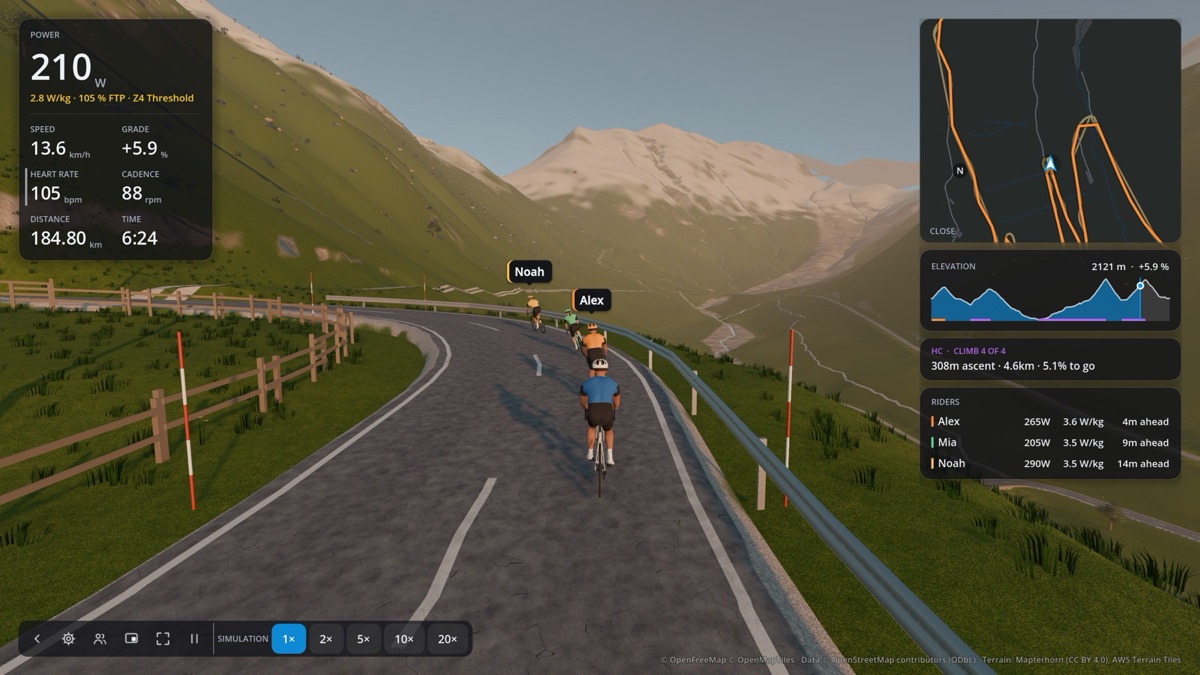 POWER
210 W
2.8 W/kg · 105 % FTP · Z4 Threshold
SPEED GRADE
13.6 km/h +5.9 %
HEART RATE CADENCE
105 bpm 88 rpm
DISTANCE TIME
184.80 km 6:24
Noah
Alex
N
CLOSE
ELEVATION 2121 m · +5.9 %
HC · CLIMB 4 OF 4
308m ascent · 4.6km · 5.1% to go
RIDERS
Alex 265W 3.6 W/kg 4m ahead
Mia 205W 3.5 W/kg 9m ahead
Noah 290W 3.5 W/kg 14m ahead
SIMULATION 1× 2× 5× 10× 20×
© OpenFreeMap © OpenMapTiles · Data © OpenStreetMap contributors (ODbL) · Terrain: Mapterhorn (CC BY 4.0), AWS Terrain Tiles